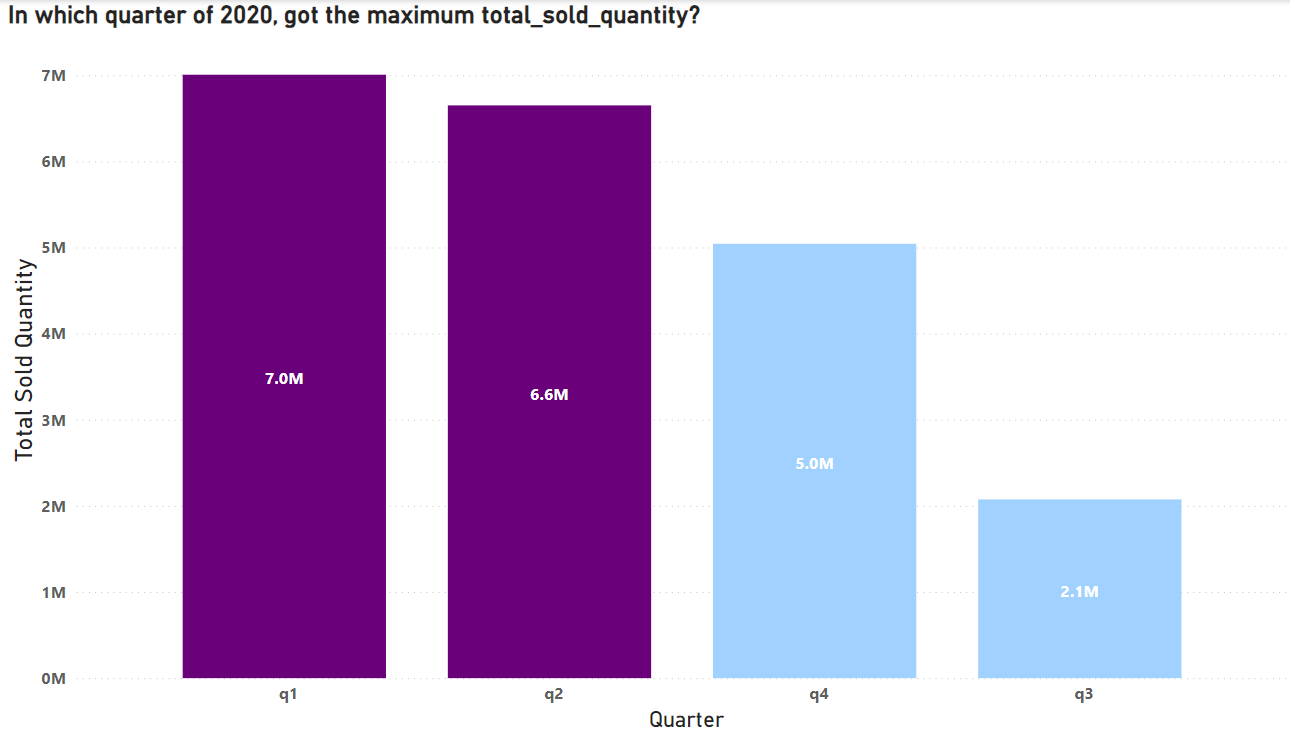 In which quarter of 2020, got the maximum total_sold_quantity?
7M
6M
5M
4M
3M
2M
1M
0M
Total Sold Quantity
7.0M
6.6M
5.0M
2.1M
q1 q2 q4 q3
Quarter